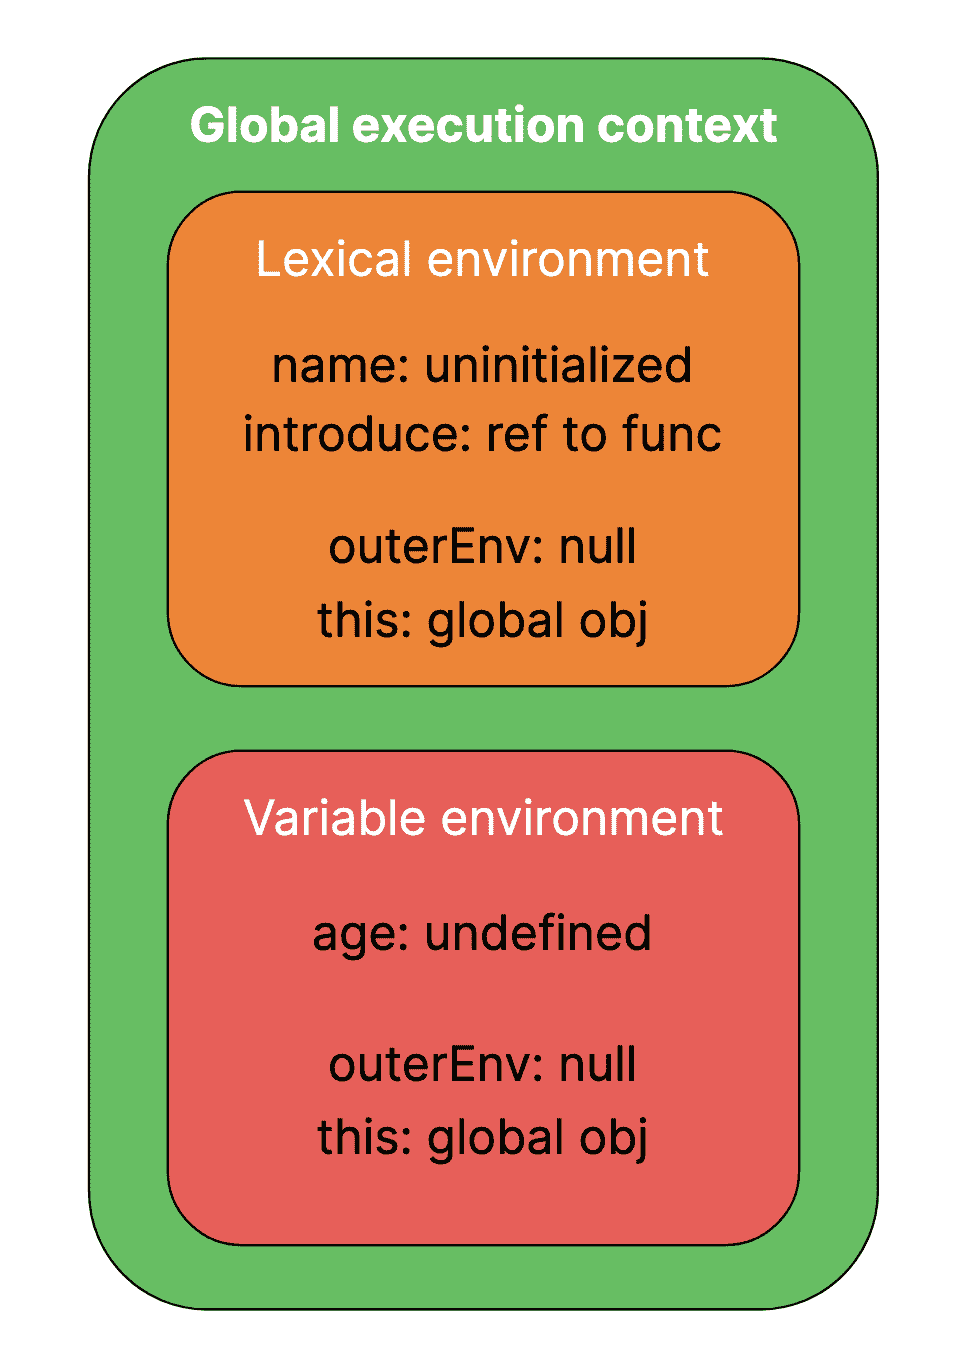 Global execution context
Lexical environment
name: uninitialized
introduce: ref to func
outerEnv: null
this: global obj
Variable environment
age: undefined
outerEnv: null
this: global obj